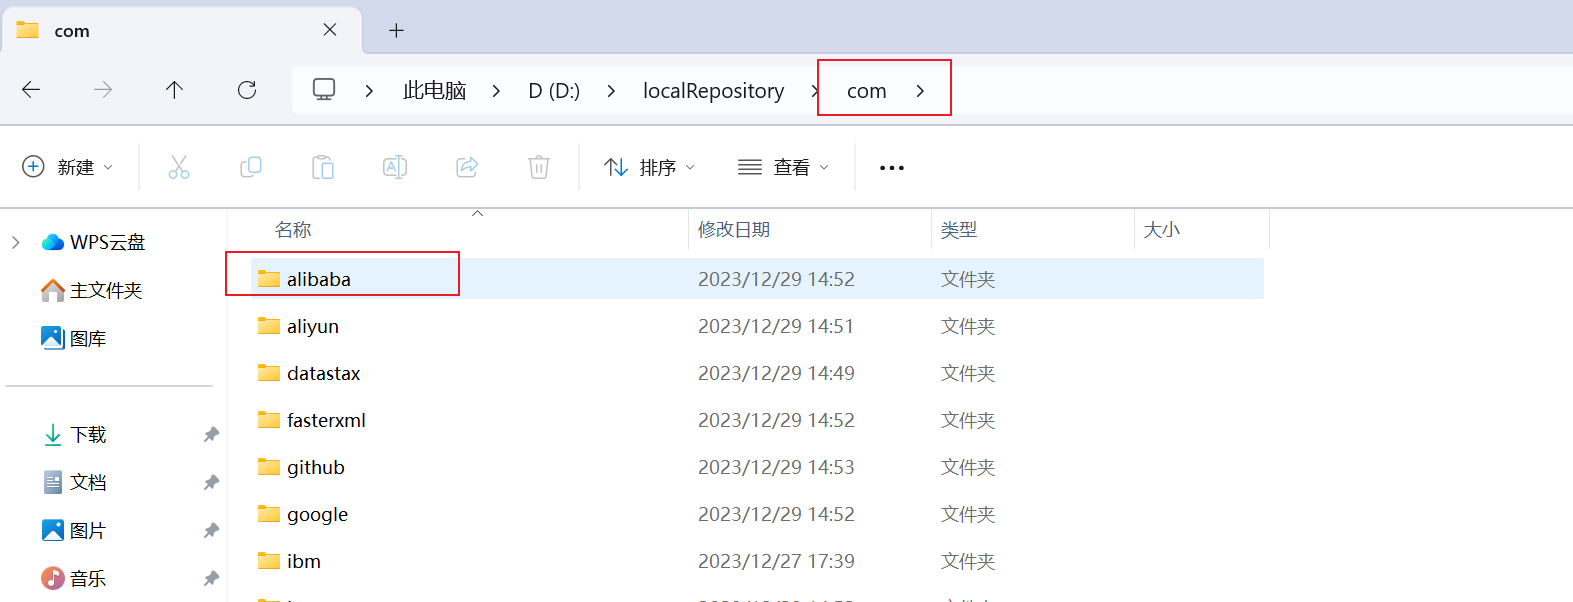 com
此电脑 D (D:) localRepository com
新建 排序 查看
名称 修改日期 类型 大小
WPS云盘
主文件夹
图库
下载
文档
图片
音乐
alibaba 2023/12/29 14:52 文件夹
aliyun 2023/12/29 14:51 文件夹
datastax 2023/12/29 14:49 文件夹
fasterxml 2023/12/29 14:52 文件夹
github 2023/12/29 14:53 文件夹
google 2023/12/29 14:52 文件夹
ibm 2023/12/27 17:39 文件夹